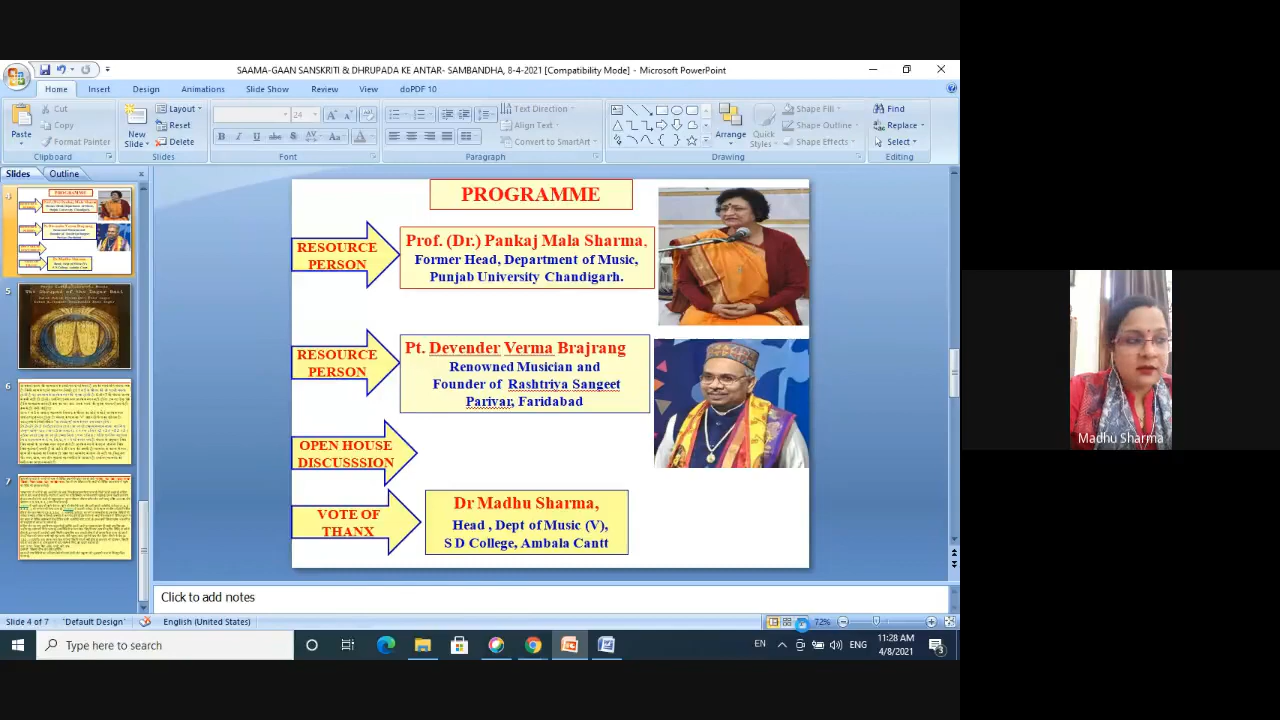 SAAMA-GAAN SANSKRITI & DHRUPADA KE ANTAR- SAMBANDHA, 8-4-2021 [Compatibility Mode] - Microsoft PowerPoint
Home Insert Design Animations Slide Show Review View doPDF 10
Paste
Cut
Copy
Format Painter
Clipboard
New Slide
Layout
Reset
Delete
Slides
24
Font
Paragraph
Text Direction
Align Text
Convert to SmartArt
Arrange
Quick Styles
Shape Fill
Shape Outline
Shape Effects
Drawing
Find
Replace
Select
Editing
Slides Outline
4
5
6
7
PROGRAMME
RESOURCE
PERSON
Prof. (Dr.) Pankaj Mala Sharma,
Former Head, Department of Music,
Punjab University Chandigarh.
RESOURCE
PERSON
Pt. Devender Verma Brajrang
Renowned Musician and
Founder of Rashtriya Sangeet
Parivar, Faridabad
OPEN HOUSE
DISCUSSSION
VOTE OF
THANX
Dr Madhu Sharma,
Head , Dept of Music (V),
S D College, Ambala Cantt
Madhu Sharma
Click to add notes
Slide 4 of 7 'Default Design' English (United States) 72%
Type here to search
EN ENG
11:28 AM
4/8/2021
3